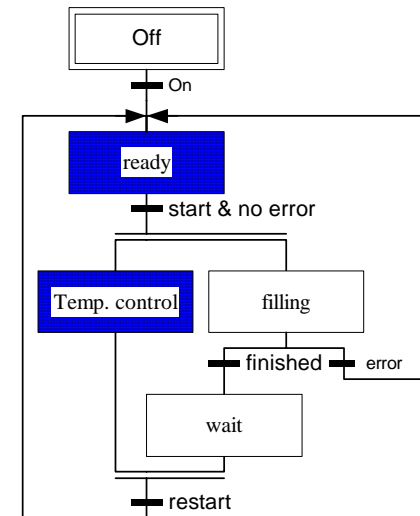 Off
On
ready
start & no error
Temp. control
filling
finished
error
wait
restart